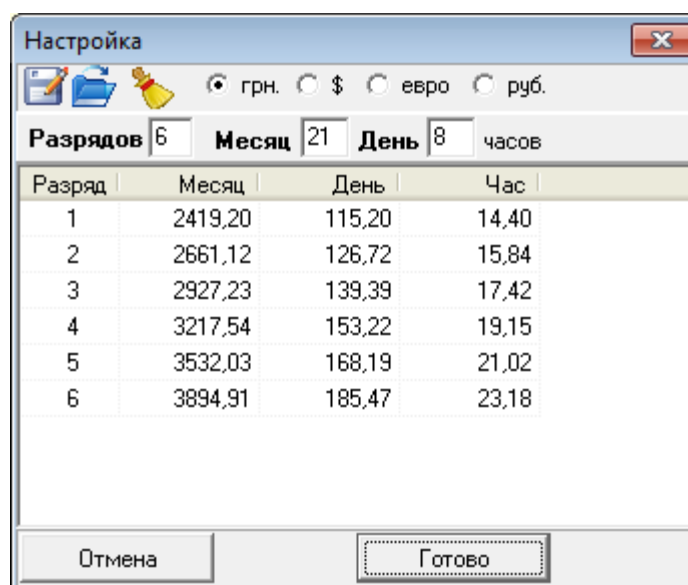 Настройка
грн. $ евро руб.
Разрядов 6 Месяц 21 День 8 часов
Разряд Месяц День Час
1 2419,20 115,20 14,40
2 2661,12 126,72 15,84
3 2927,23 139,39 17,42
4 3217,54 153,22 19,15
5 3532,03 168,19 21,02
6 3894,91 185,47 23,18
Отмена Готово